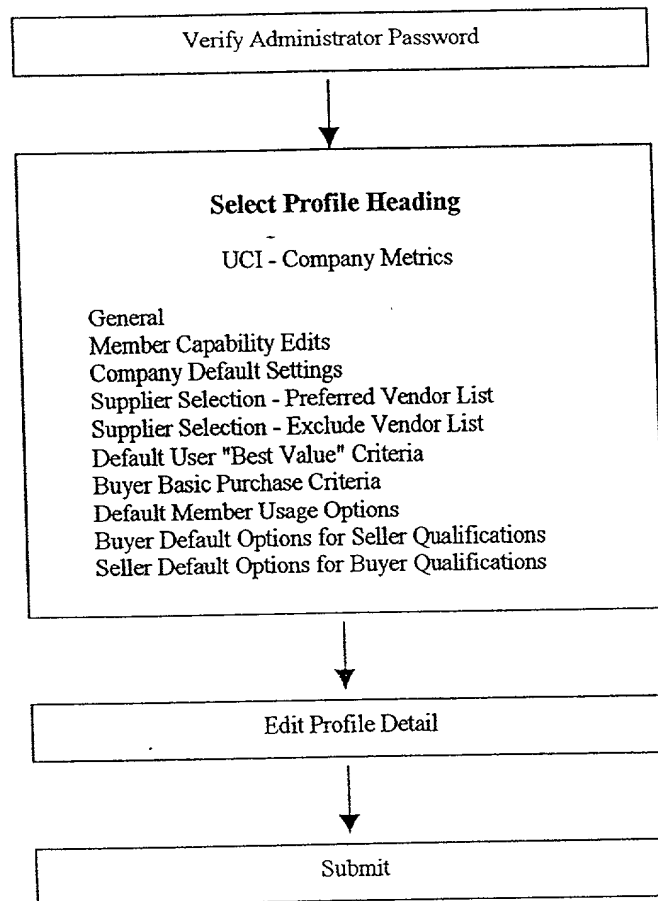 Verify Administrator Password
Select Profile Heading
UCI - Company Metrics
General
Member Capability Edits
Company Default Settings
Supplier Selection - Preferred Vendor List
Supplier Selection - Exclude Vendor List
Default User "Best Value" Criteria
Buyer Basic Purchase Criteria
Default Member Usage Options
Buyer Default Options for Seller Qualifications
Seller Default Options for Buyer Qualifications
Edit Profile Detail
Submit